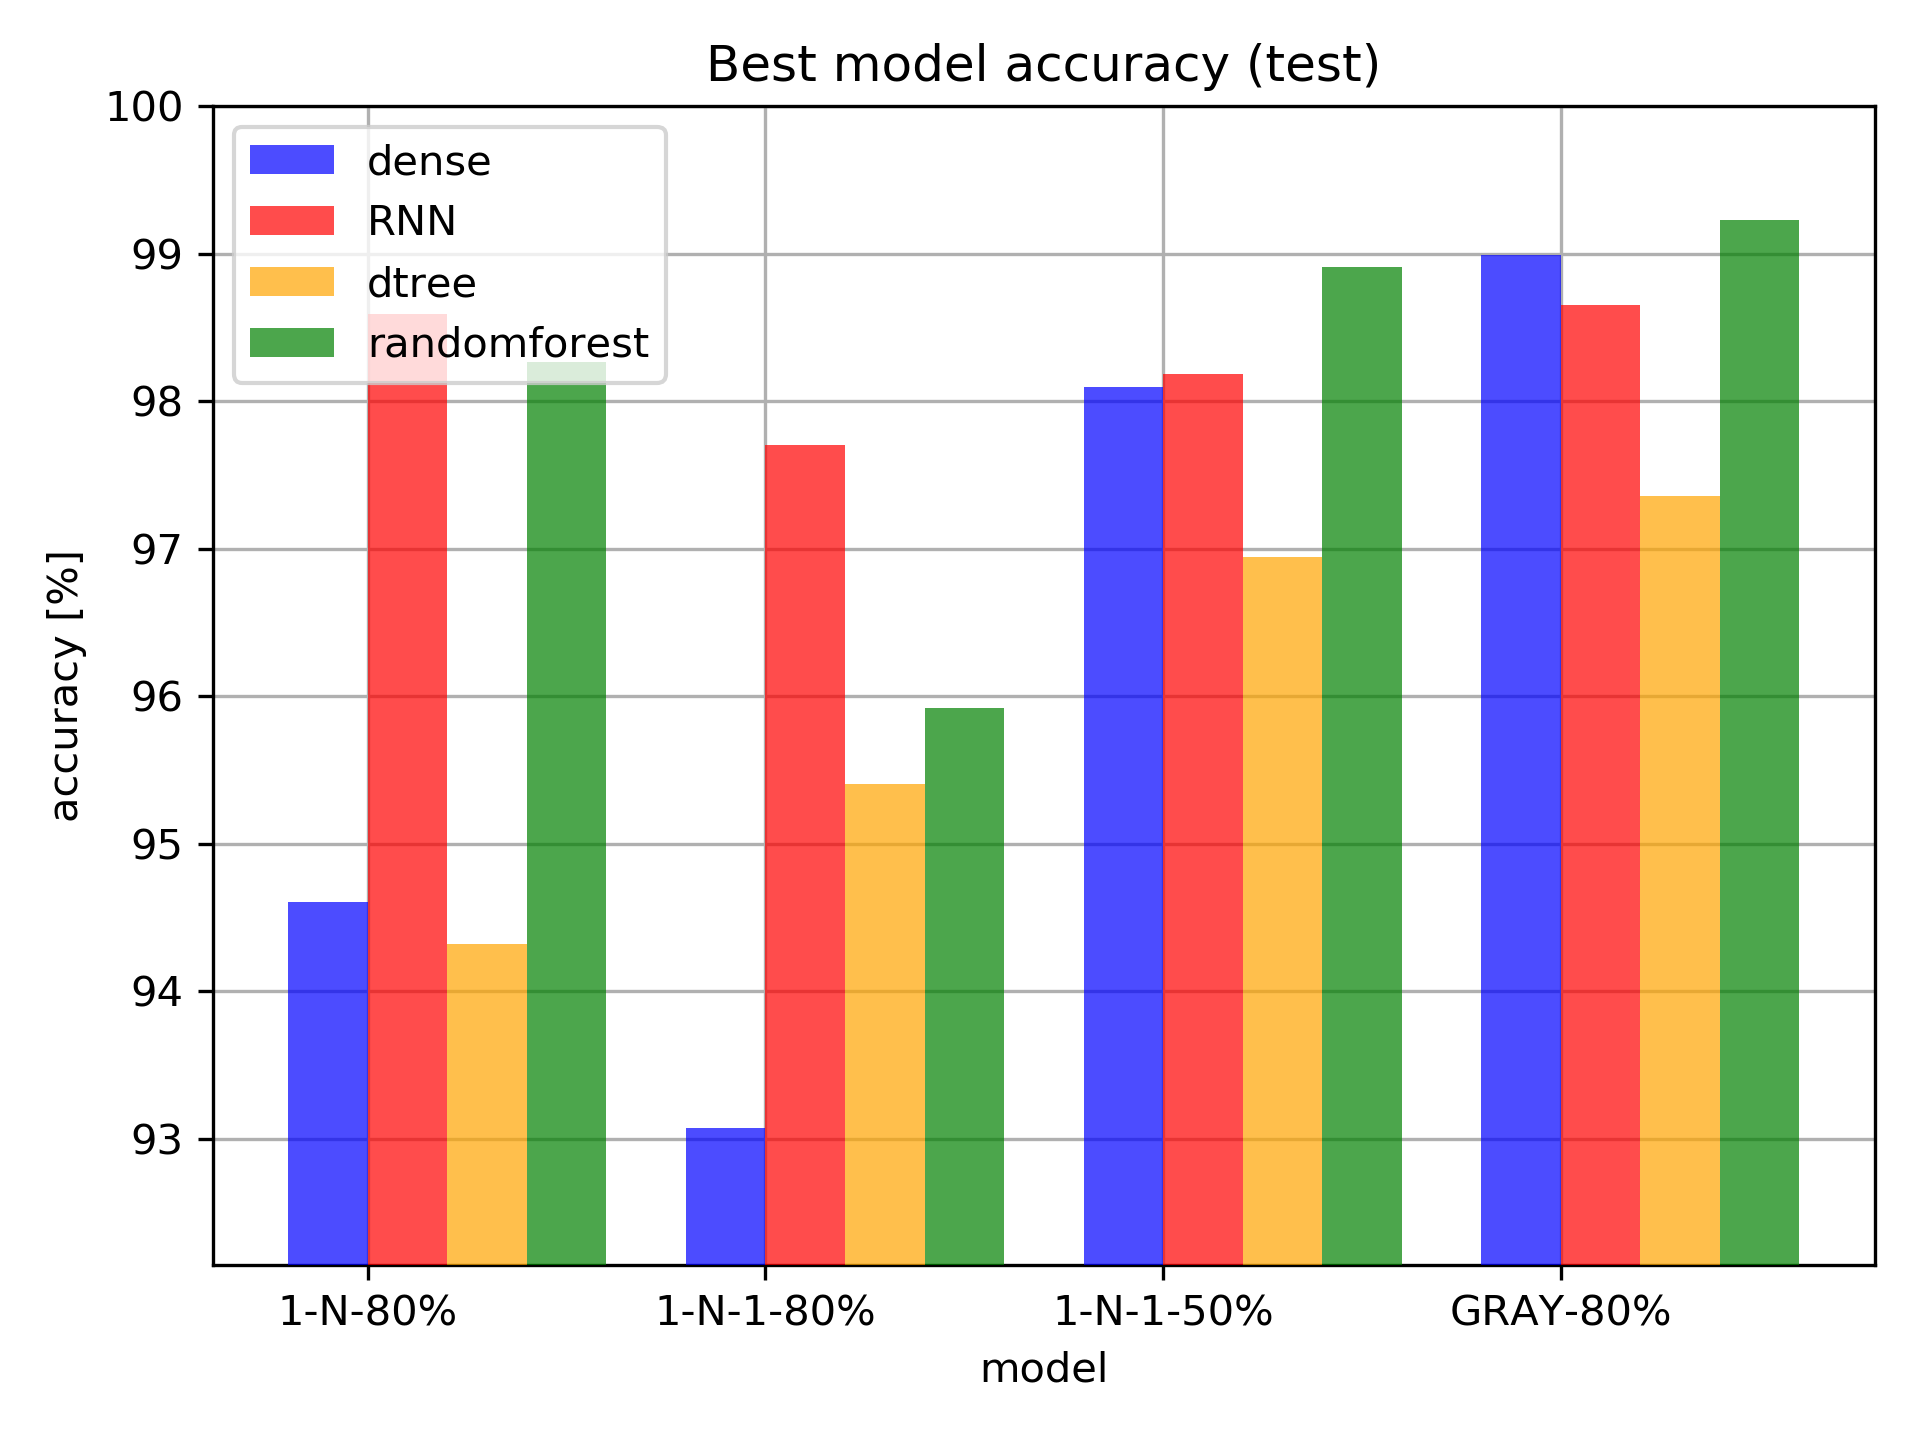 Best model accuracy (test)
100
99
98
97
96
95
94
93
accuracy [%]
dense
RNN
dtree
randomforest
1-N-80%
1-N-1-80%
1-N-1-50%
GRAY-80%
model